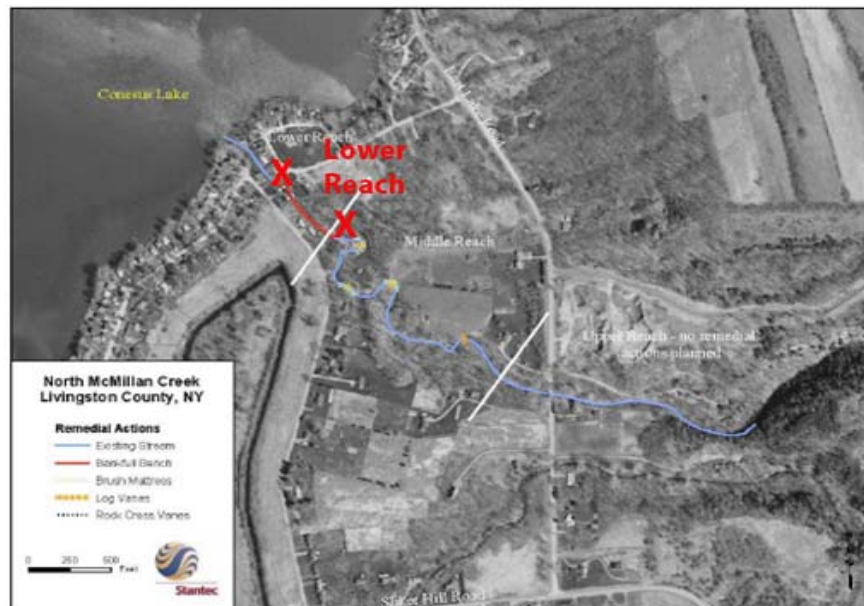 Conesus Lake
Lower Reach
X
Lower
Reach
X
Middle Reach
Upper Reach - no remedial
actions planned
North McMillan Creek
Livingston County, NY
Remedial Actions
Existing Stream
Bankfull Bench
Brush Mattress
Log Vanes
Rock Cross Vanes
0 250 500
Feet
Stantec
Hill Road